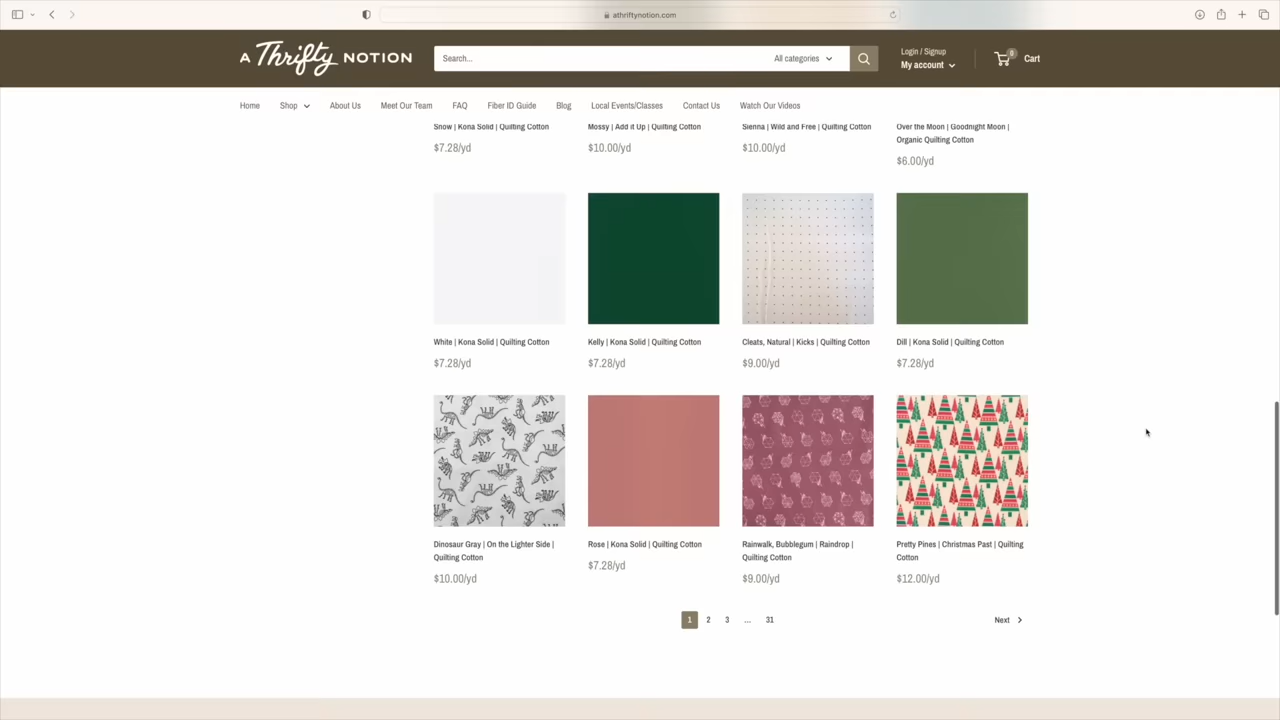 athriftynotion.com
A Thrifty NOTION
Search...
All categories
Login / Signup
My account
0
Cart
Home
Shop
About Us
Meet Our Team
FAQ
Fiber ID Guide
Blog
Local Events/Classes
Contact Us
Watch Our Videos
Snow | Kona Solid | Quilting Cotton
$7.28/yd
Mossy | Add it Up | Quilting Cotton
$10.00/yd
Sienna | Wild and Free | Quilting Cotton
$10.00/yd
Over the Moon | Goodnight Moon |
Organic Quilting Cotton
$6.00/yd
White | Kona Solid | Quilting Cotton
$7.28/yd
Kelly | Kona Solid | Quilting Cotton
$7.28/yd
Cleats, Natural | Kicks | Quilting Cotton
$9.00/yd
Dill | Kona Solid | Quilting Cotton
$7.28/yd
Dinosaur Gray | On the Lighter Side |
Quilting Cotton
$10.00/yd
Rose | Kona Solid | Quilting Cotton
$7.28/yd
Rainwalk, Bubblegum | Raindrop |
Quilting Cotton
$9.00/yd
Pretty Pines | Christmas Past | Quilting
Cotton
$12.00/yd
1 2 3 ... 31
Next